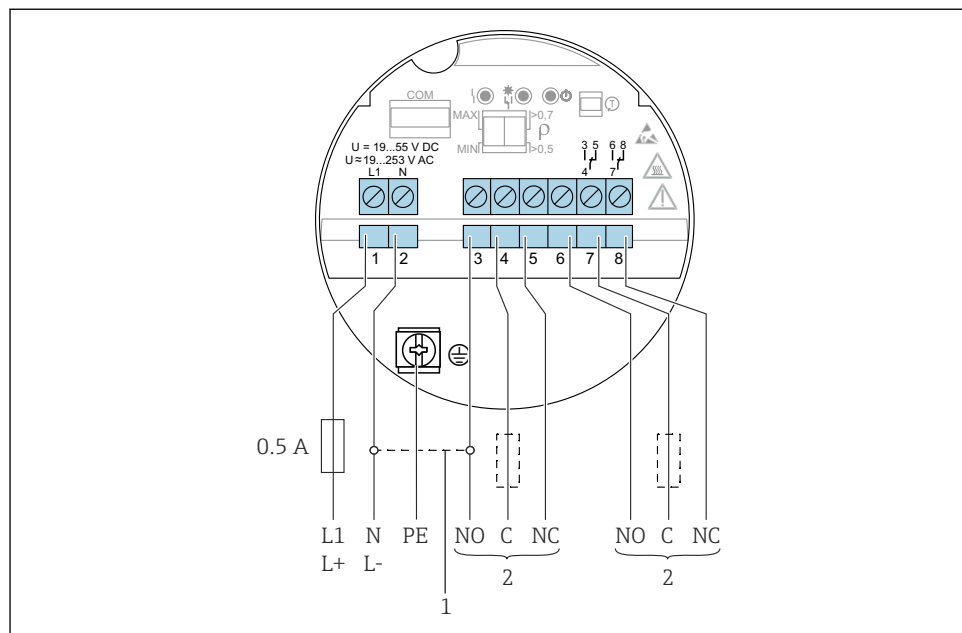 COM
MAX >0,7
ρ
MIN >0,5
U = 19...55 V DC
U ≈ 19...253 V AC
L1 N
3 5 6 8
4 7
1 2 3 4 5 6 7 8
0.5 A
L1 N PE NO C NC NO C NC
L+ L-
2 2
1